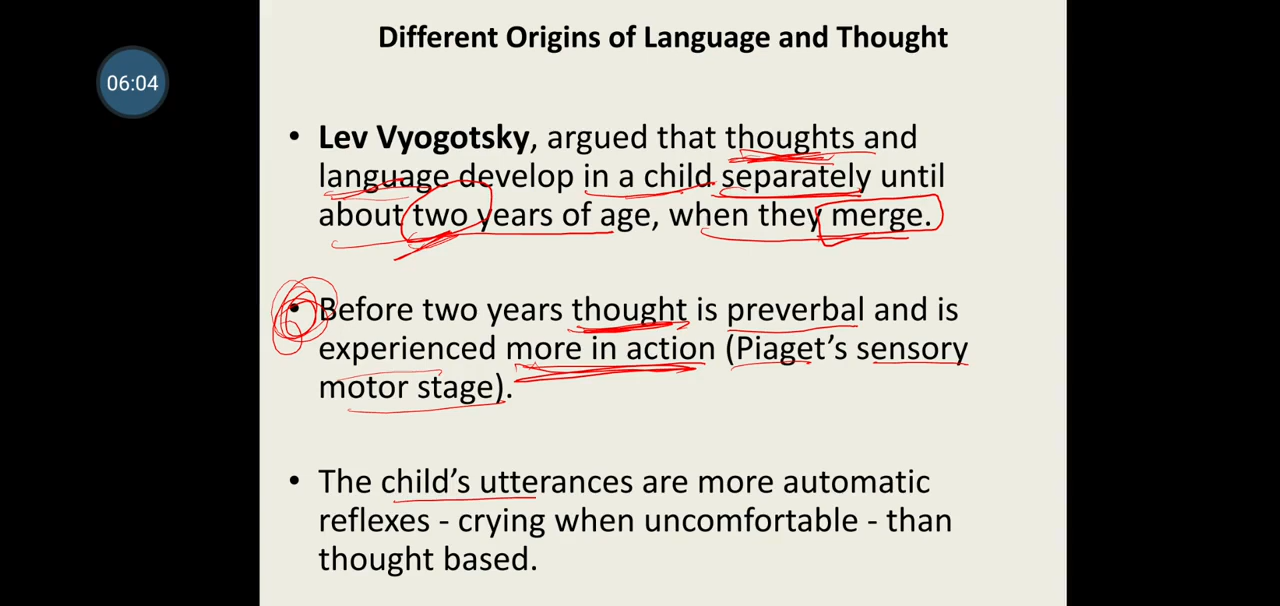 Different Origins of Language and Thought
06:04
• Lev Vyogotsky, argued that thoughts and
language develop in a child separately until
about two years of age, when they merge.
• Before two years thought is preverbal and is
experienced more in action (Piaget’s sensory
motor stage).
• The child’s utterances are more automatic
reflexes - crying when uncomfortable - than
thought based.